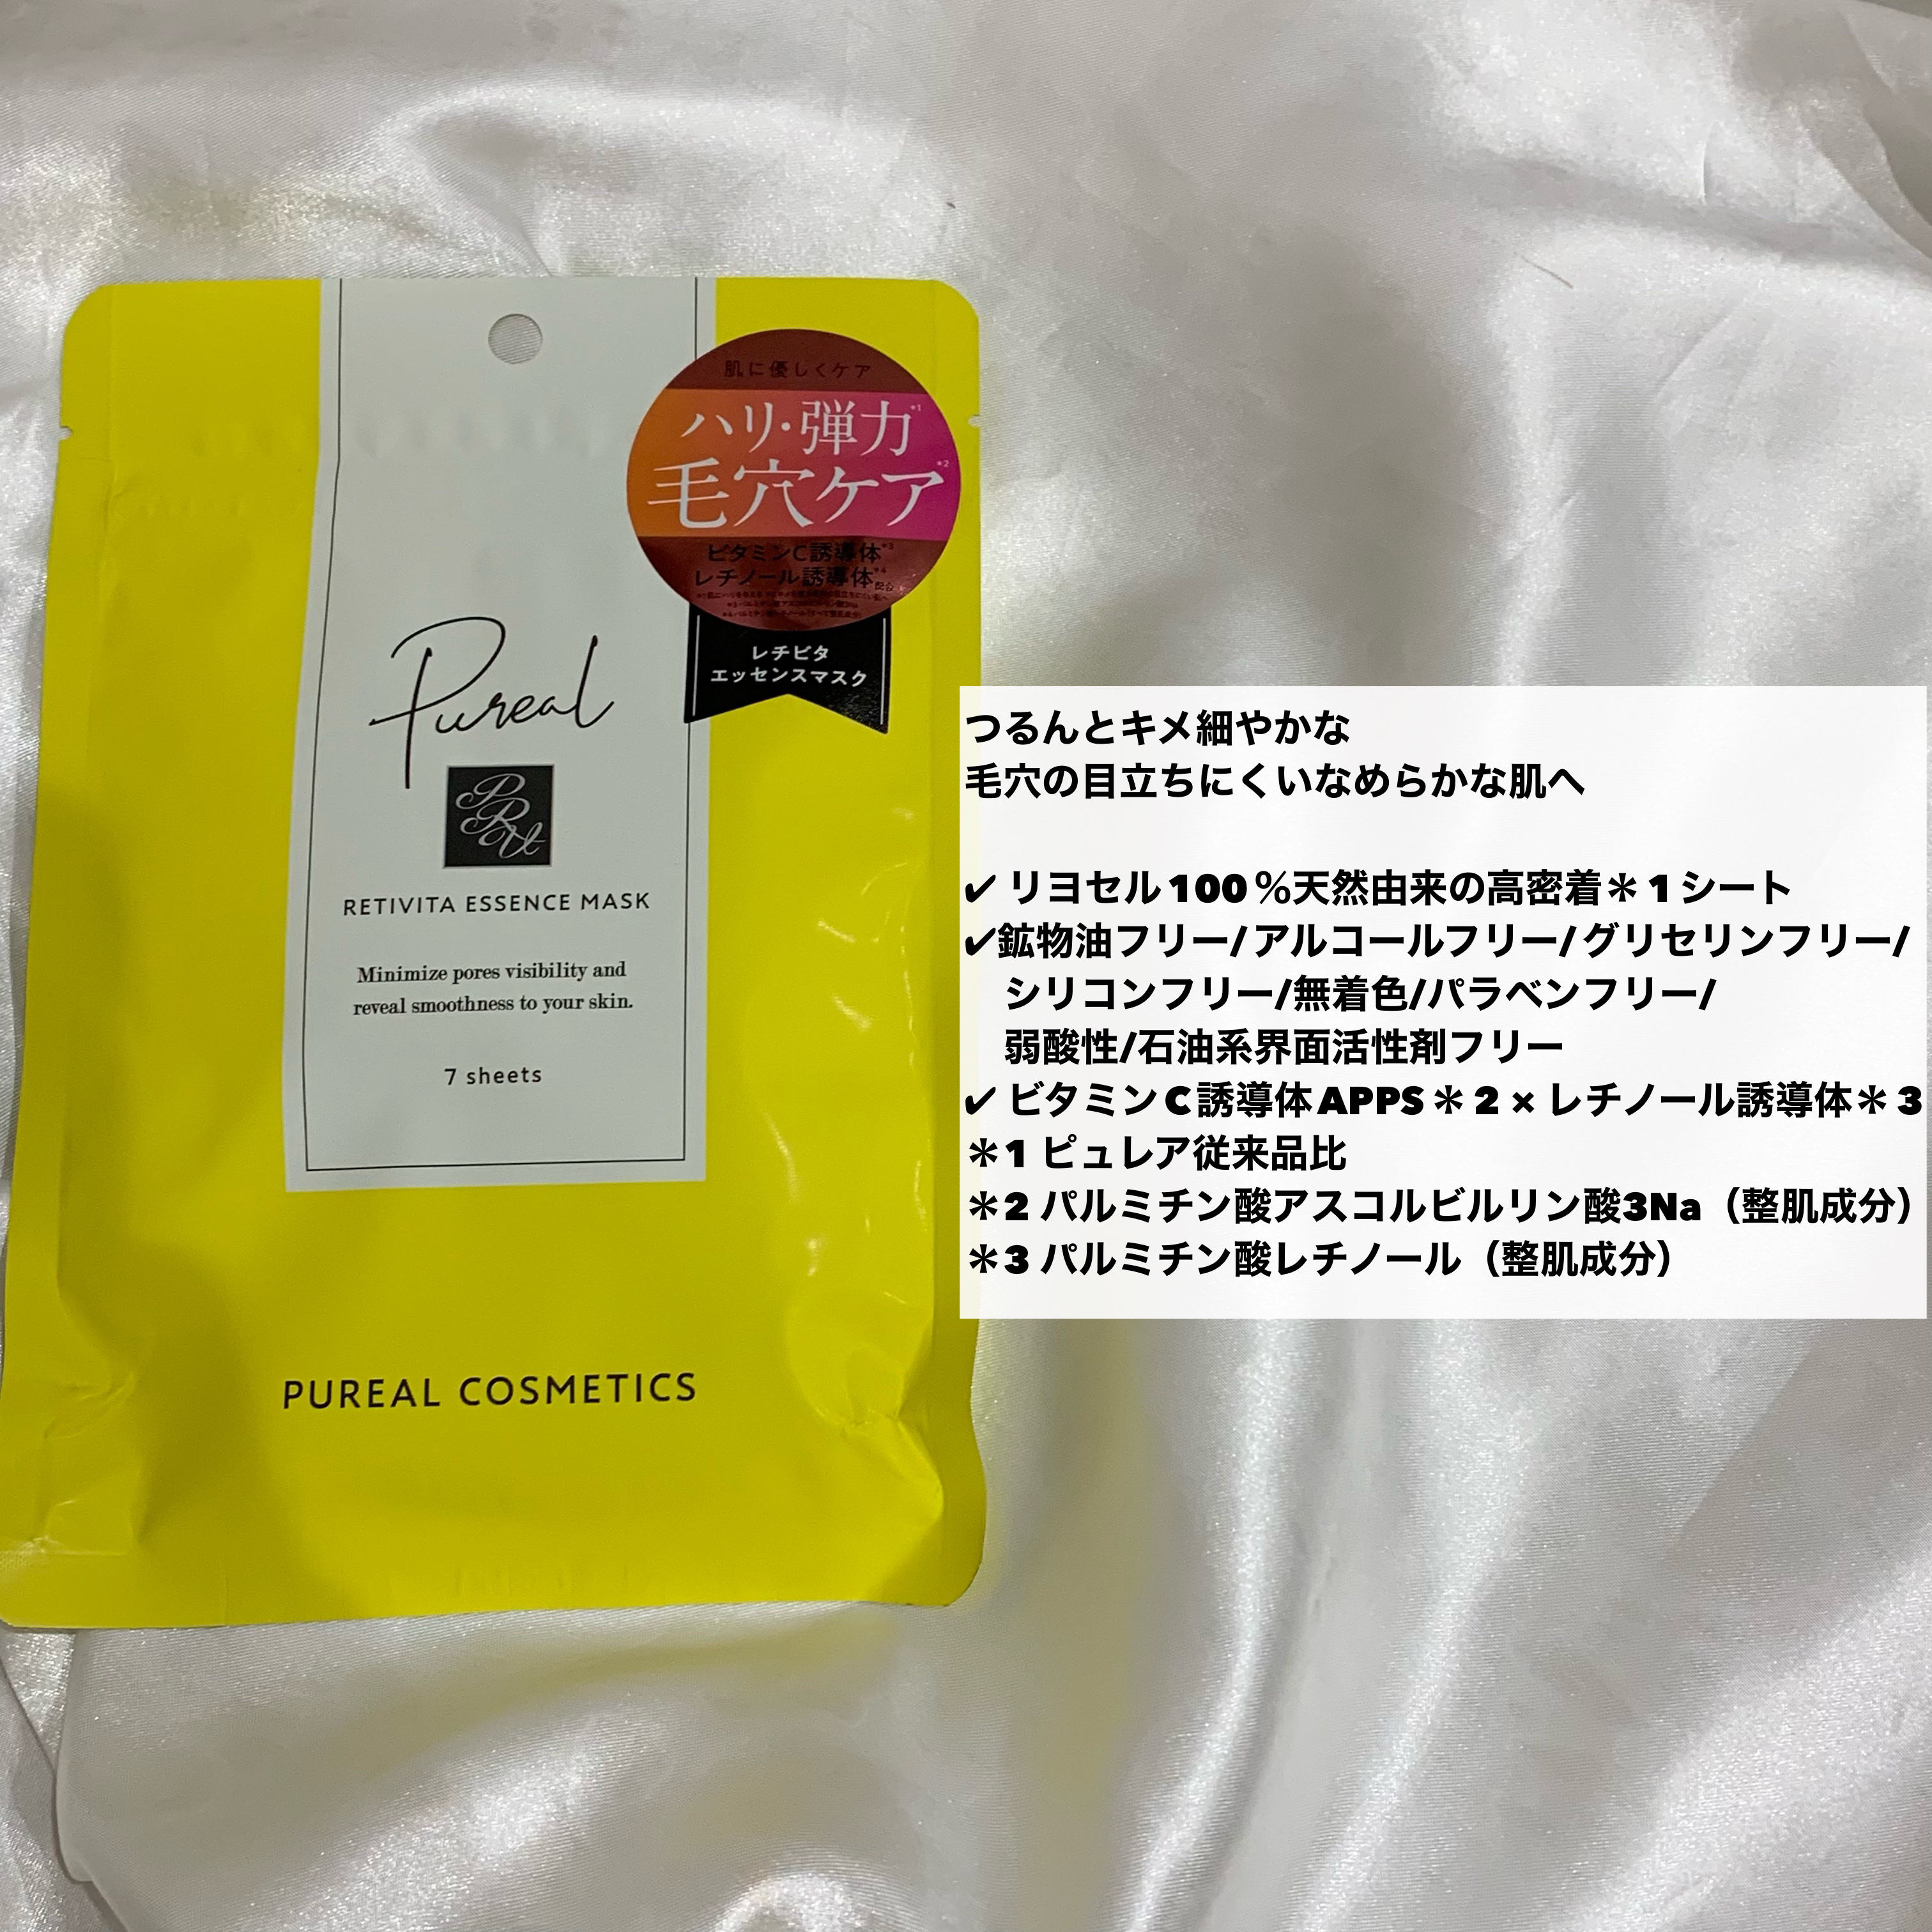 肌に優しくケア
ハリ・弾力*1
毛穴ケア*2
ビタミンC誘導体*3
レチノール誘導体*4配合
レチビタ
エッセンスマスク
Pureal
PRU
RETIVITA ESSENCE MASK
Minimize pores visibility and
reveal smoothness to your skin.
7 sheets
PUREAL COSMETICS
つるんとキメ細やかな
毛穴の目立ちにくいなめらかな肌へ
✔ リヨセル100％天然由来の高密着＊1シート
✔鉱物油フリー/アルコールフリー/グリセリンフリー/
シリコンフリー/無着色/パラベンフリー/
弱酸性/石油系界面活性剤フリー
✔ ビタミンC誘導体APPS＊2 × レチノール誘導体＊3
＊1 ピュレア従来品比
＊2 パルミチン酸アスコルビルリン酸3Na（整肌成分）
＊3 パルミチン酸レチノール（整肌成分）